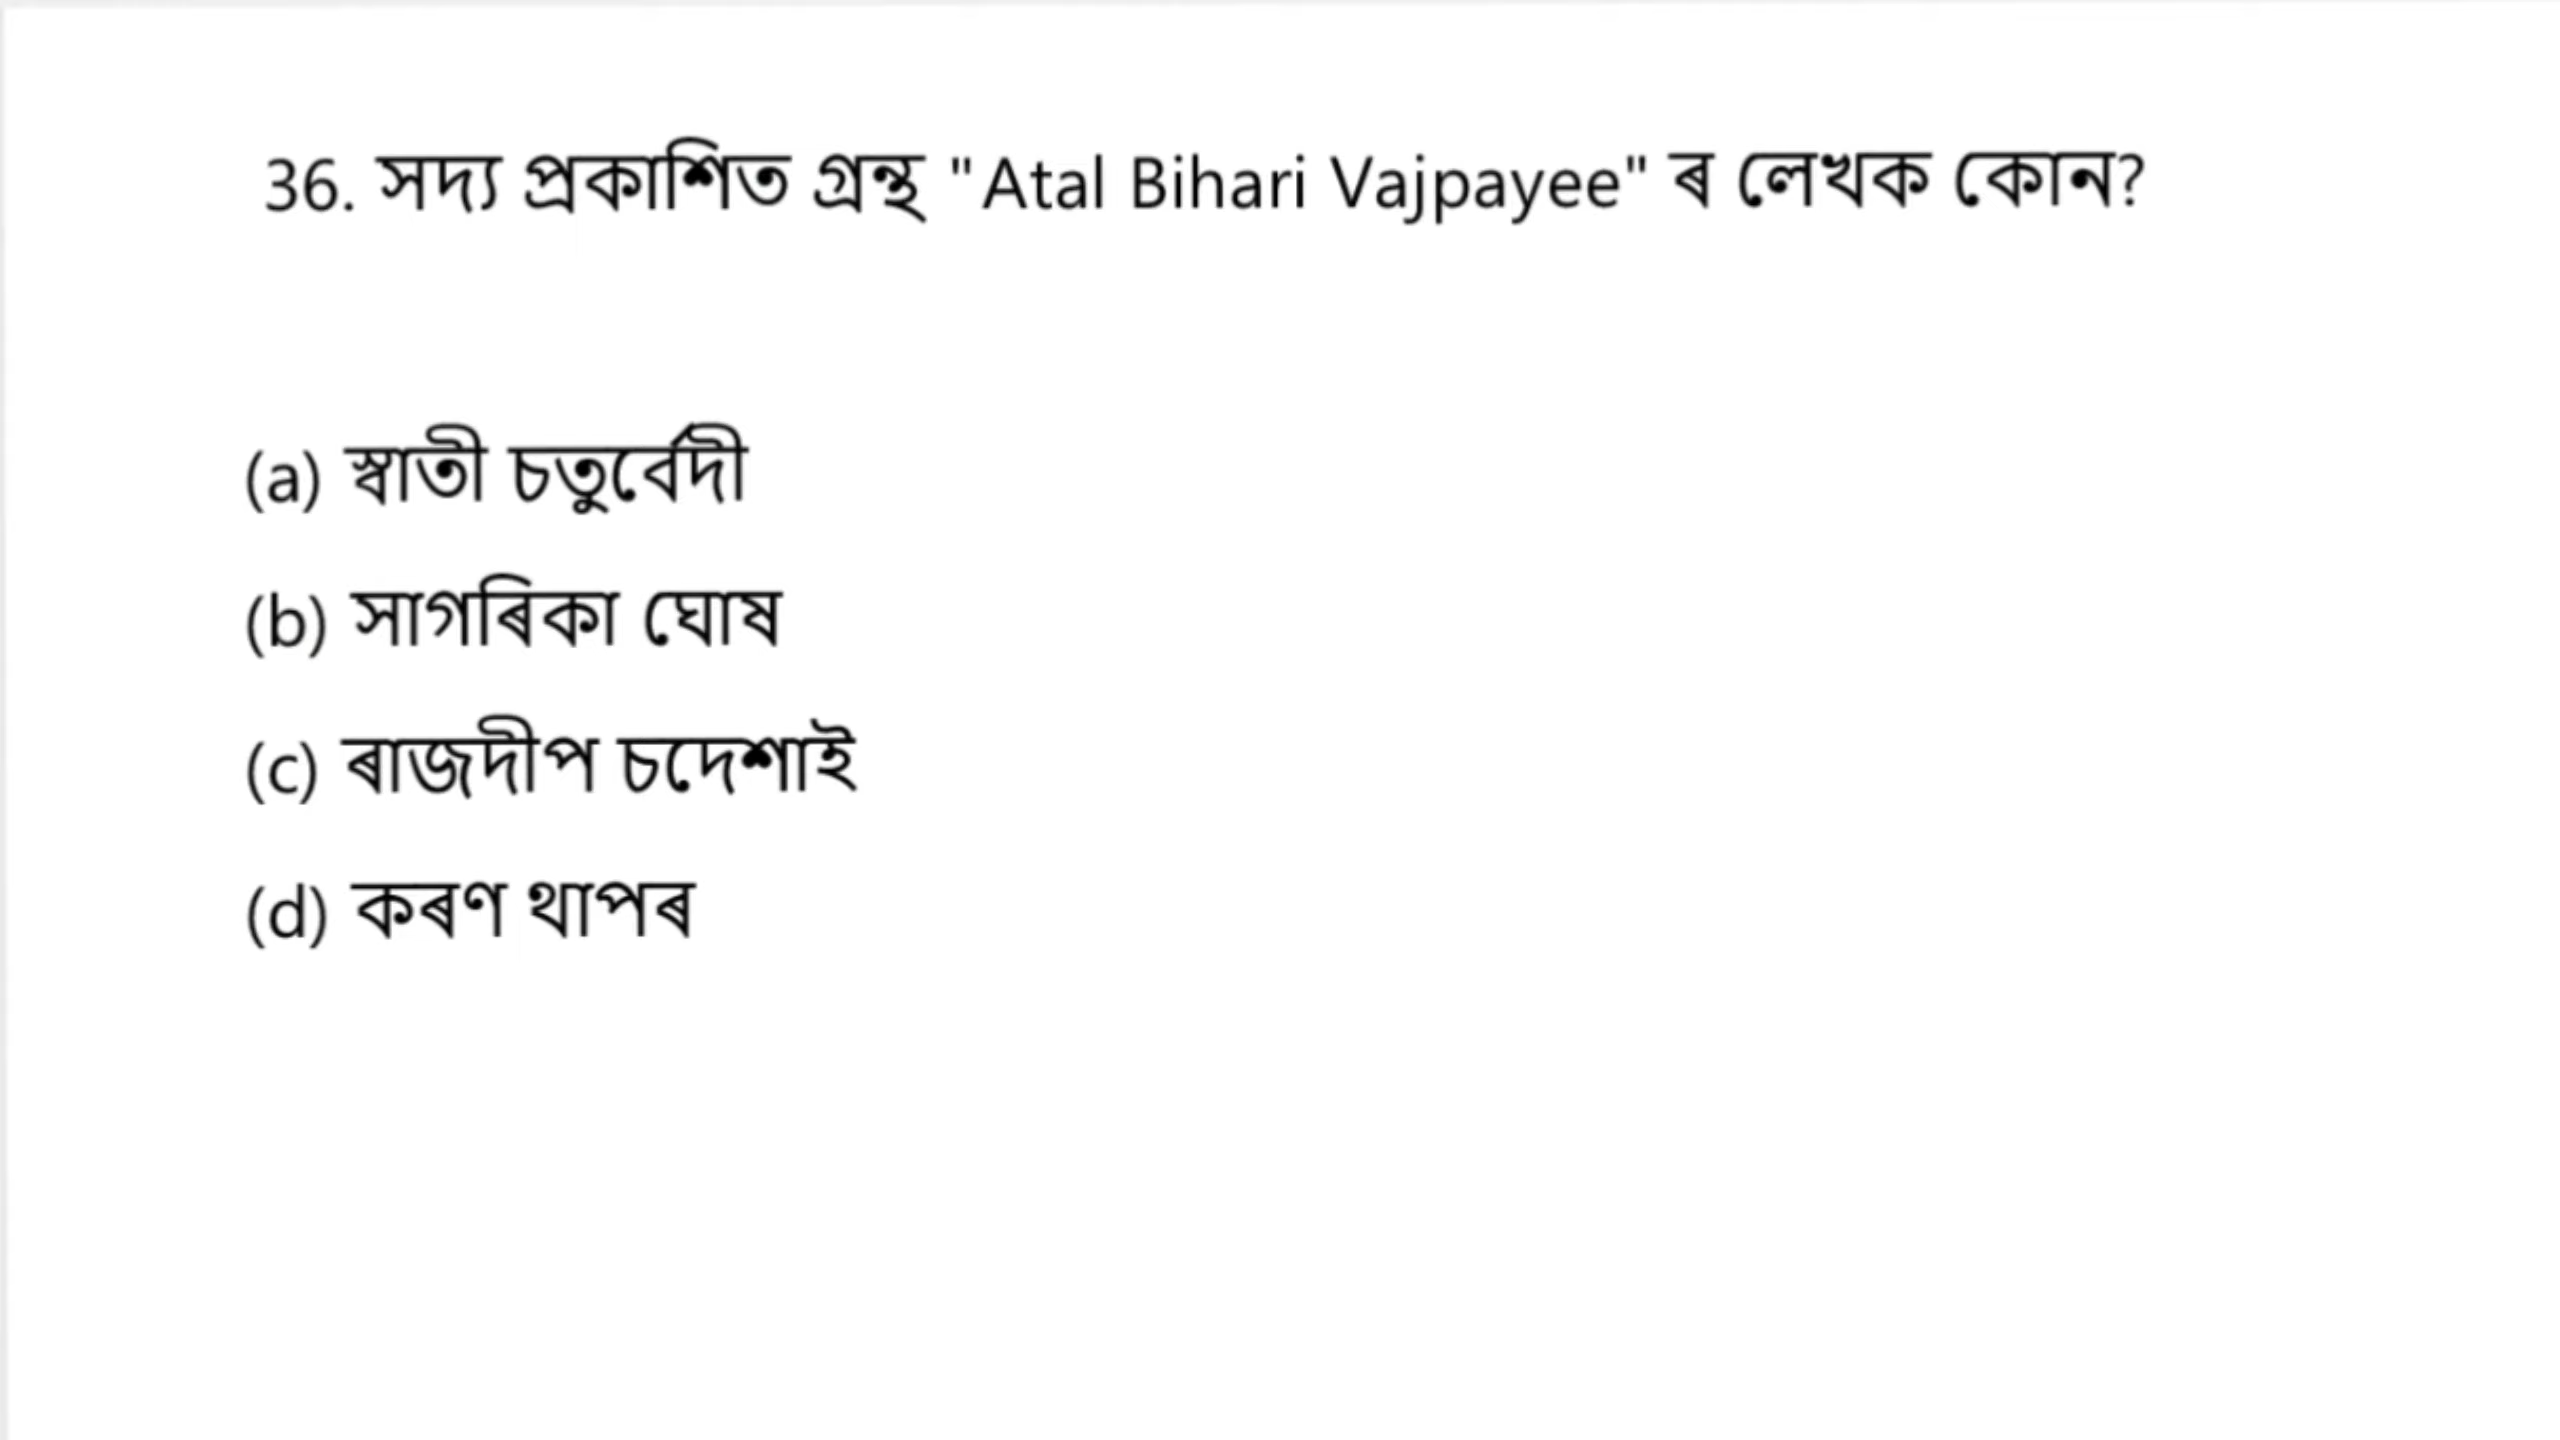 36. সদ্য প্ৰকাশিত গ্ৰন্থ "Atal Bihari Vajpayee" ৰ লেখক কোন?
(a) স্বাতী চতুৰ্বেদী
(b) সাগৰিকা ঘোষ
(c) ৰাজদীপ চদেশাই
(d) কৰণ থাপৰ